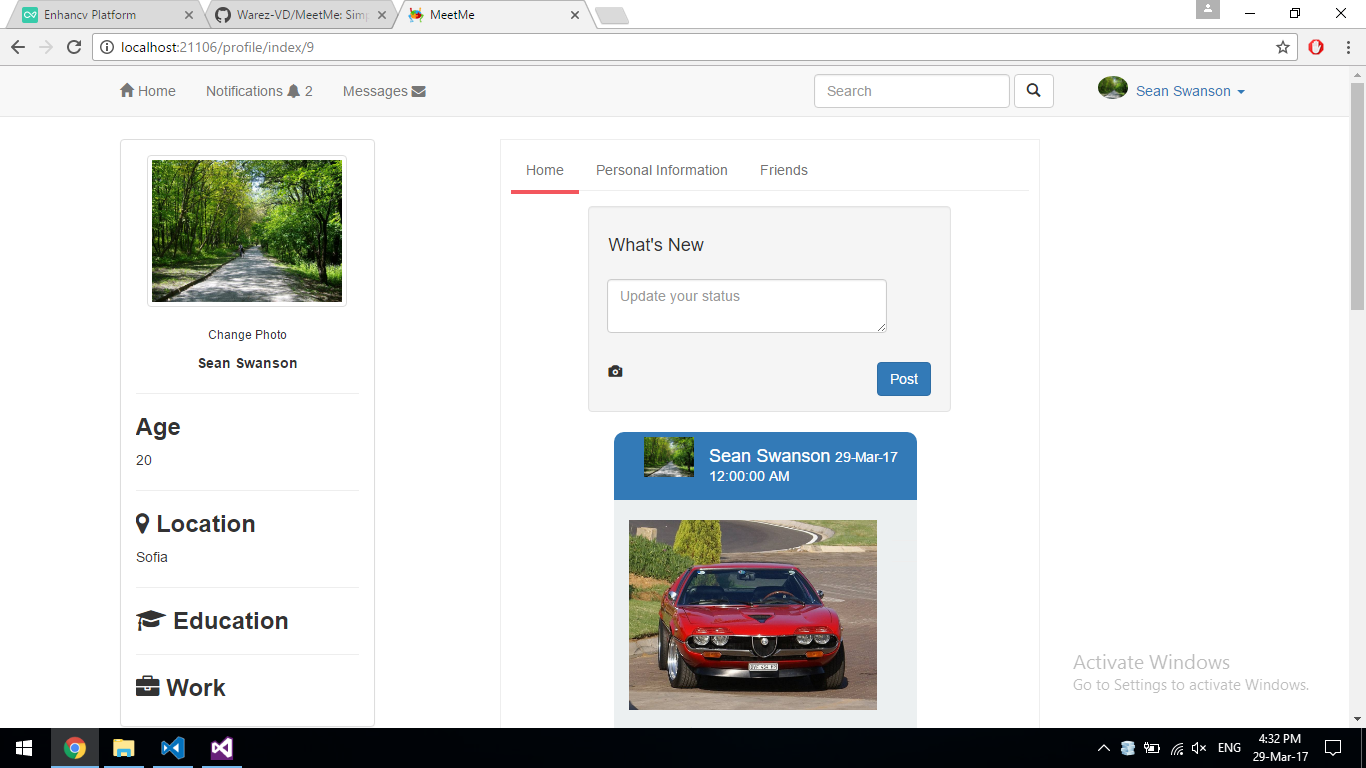 Enhancv Platform
Warez-VD/MeetMe: Sim
MeetMe
localhost:21106/profile/index/9
Home
Notifications 2
Messages
Search
Sean Swanson
Change Photo
Sean Swanson
Age
20
Location
Sofia
Education
Work
Home Personal Information Friends
What's New
Update your status
Post
Sean Swanson 29-Mar-17
12:00:00 AM
Activate Windows
Go to Settings to activate Windows.
ENG
4:32 PM
29-Mar-17